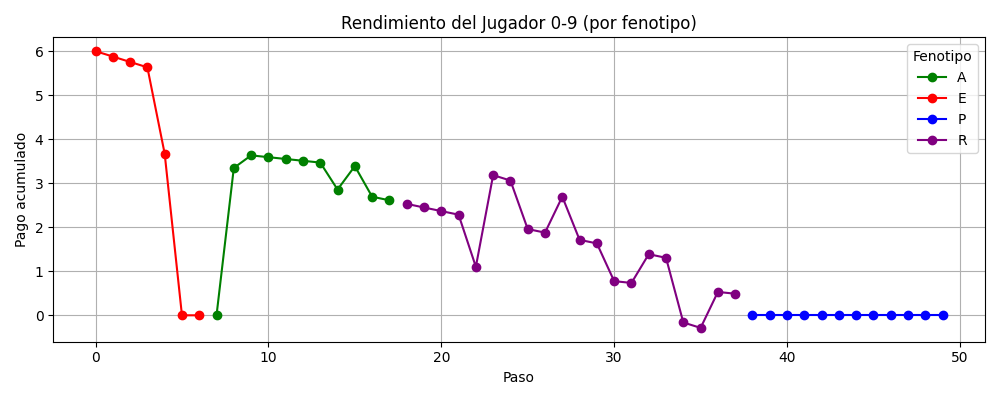 Rendimiento del Jugador 0-9 (por fenotipo)
Pago acumulado
6
5
4
3
2
1
0
Fenotipo
A
E
P
R
0 10 20 30 40 50
Paso